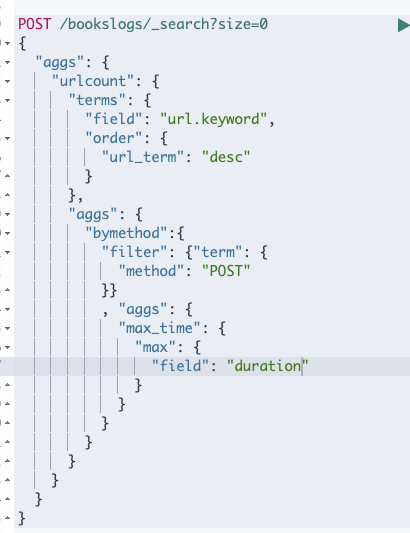 POST /bookslogs/_search?size=0
{
  "aggs": {
    "urlcount": {
      "terms": {
        "field": "url.keyword",
        "order": {
          "url_term": "desc"
        }
      },
      "aggs": {
        "bymethod":{
          "filter": {"term": {
            "method": "POST"
          }}
          , "aggs": {
            "max_time": {
              "max": {
                "field": "duration"
              }
            }
          }
        }
      }
    }
  }
}